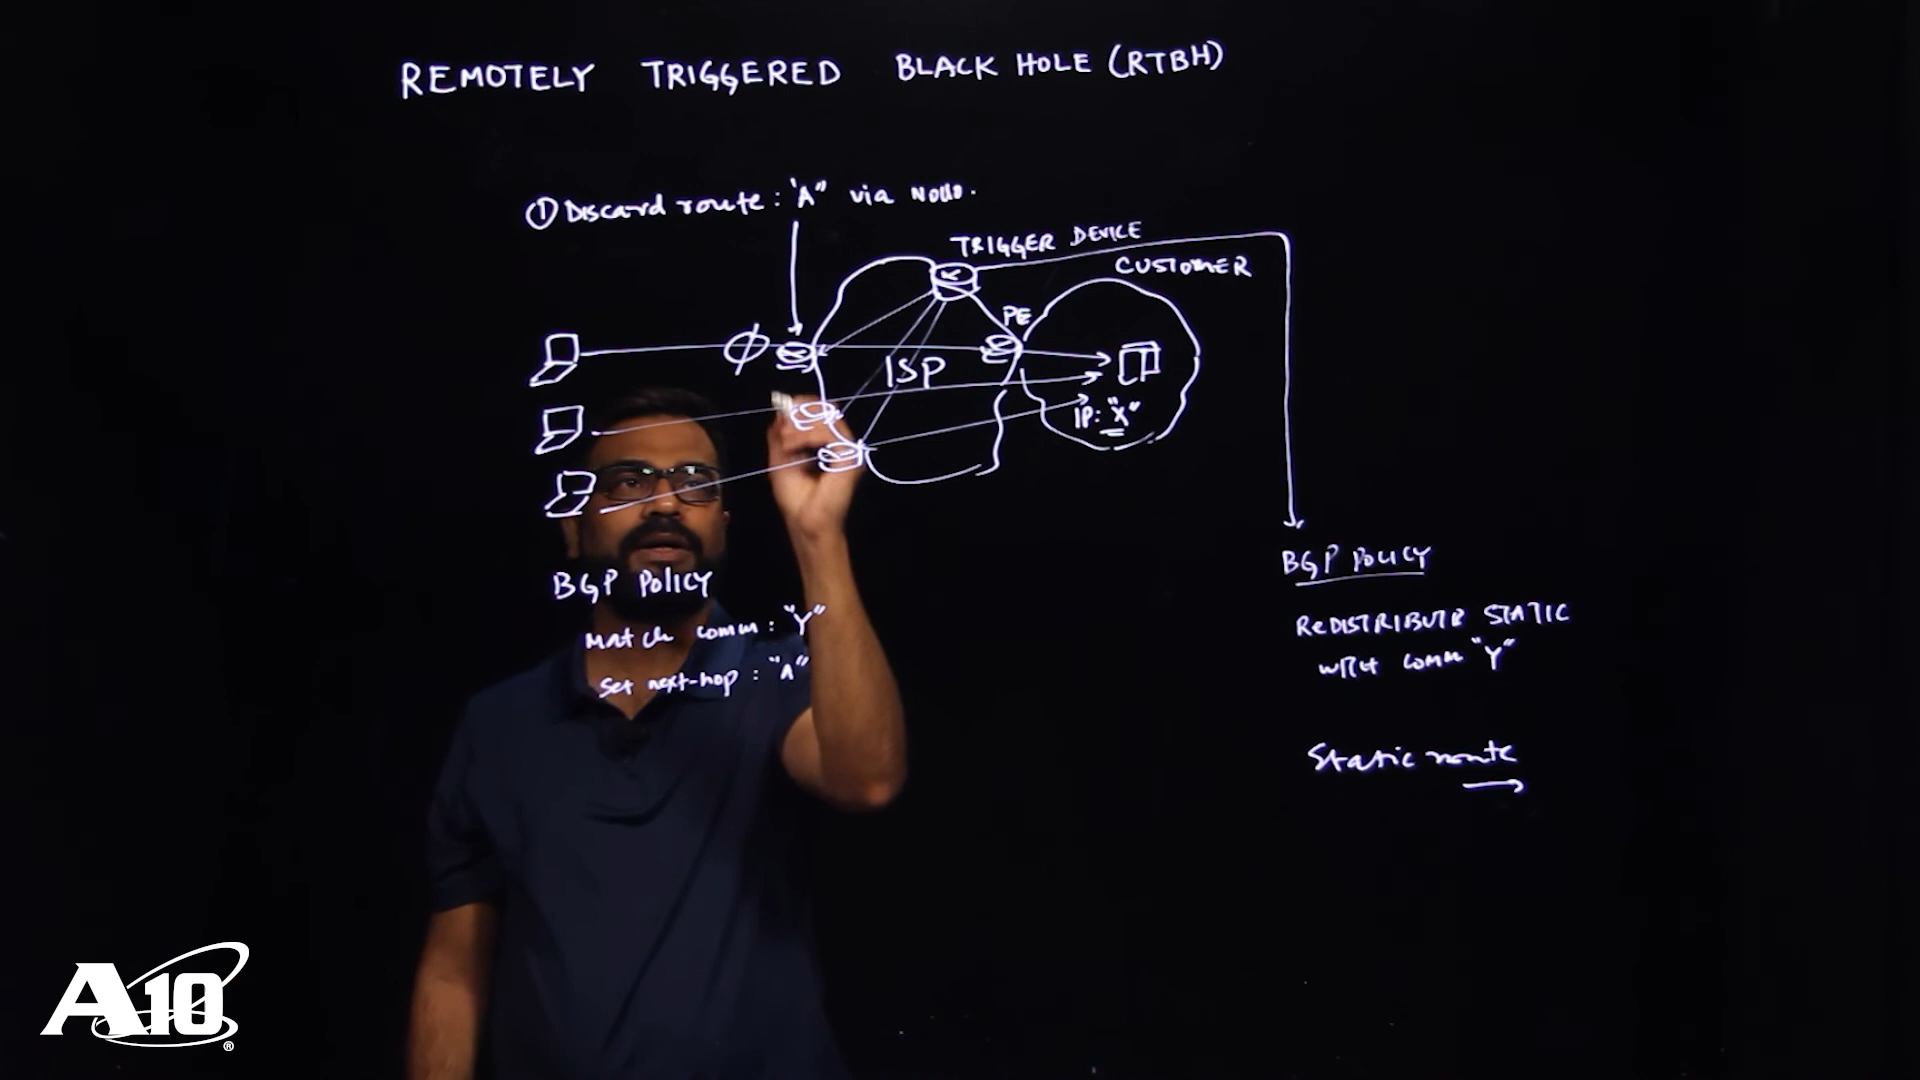 REMOTELY TRIGGERED BLACK HOLE (RTBH)
① Discard route: "A" via Null0.
TRIGGER DEVICE
CUSTOMER
PE
ISP
IP: "X"
BGP Policy
Match comm: "Y"
Set next-hop: "A"
BGP POLICY
REDISTRIBUTE STATIC
WITH COMM "Y"
Static route
A10
®